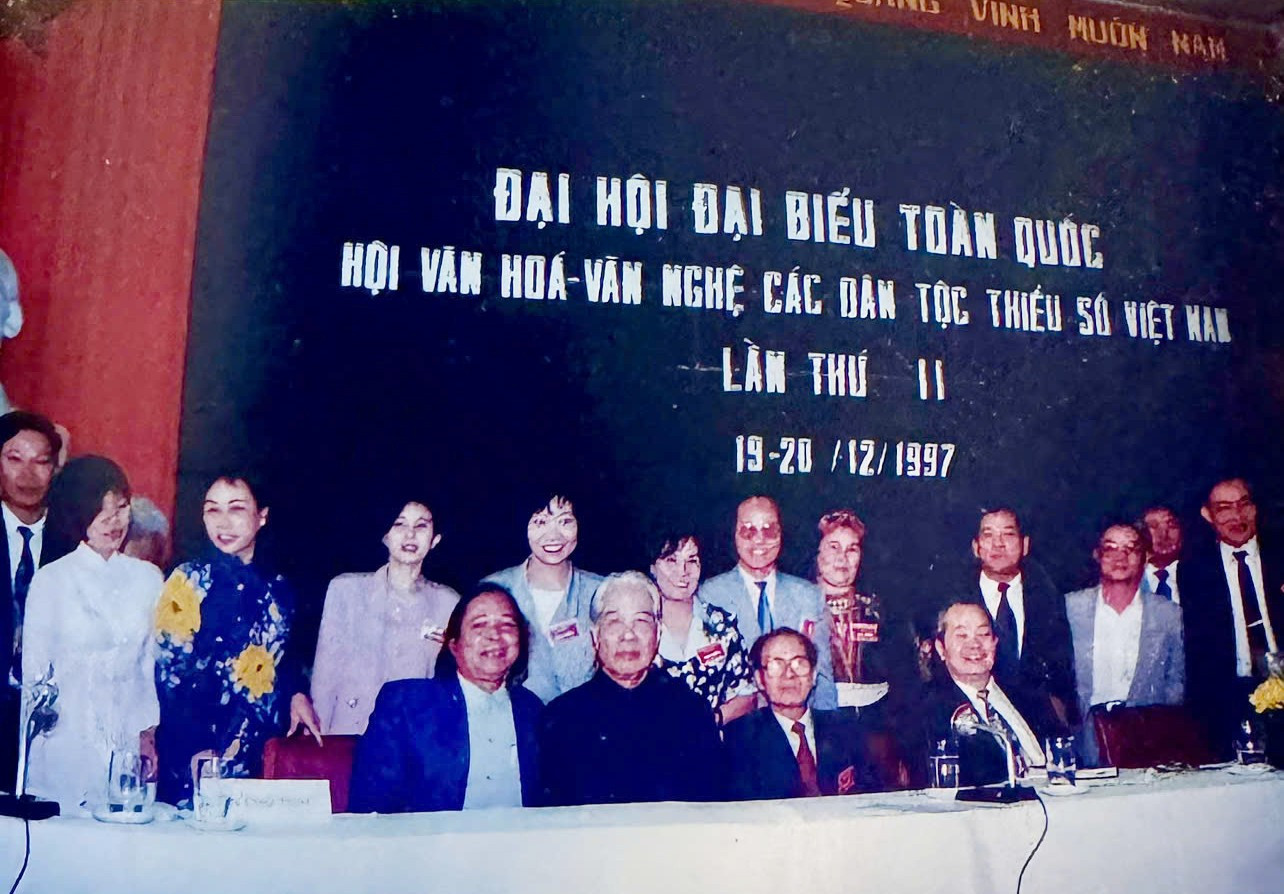 QUANG VINH MUÔN NĂM
ĐẠI HỘI ĐẠI BIỂU TOÀN QUỐC
HỘI VĂN HOÁ-VĂN NGHỆ CÁC DÂN TỘC THIỂU SỐ VIỆT NAM
LẦN THỨ II
19-20 /12/1997